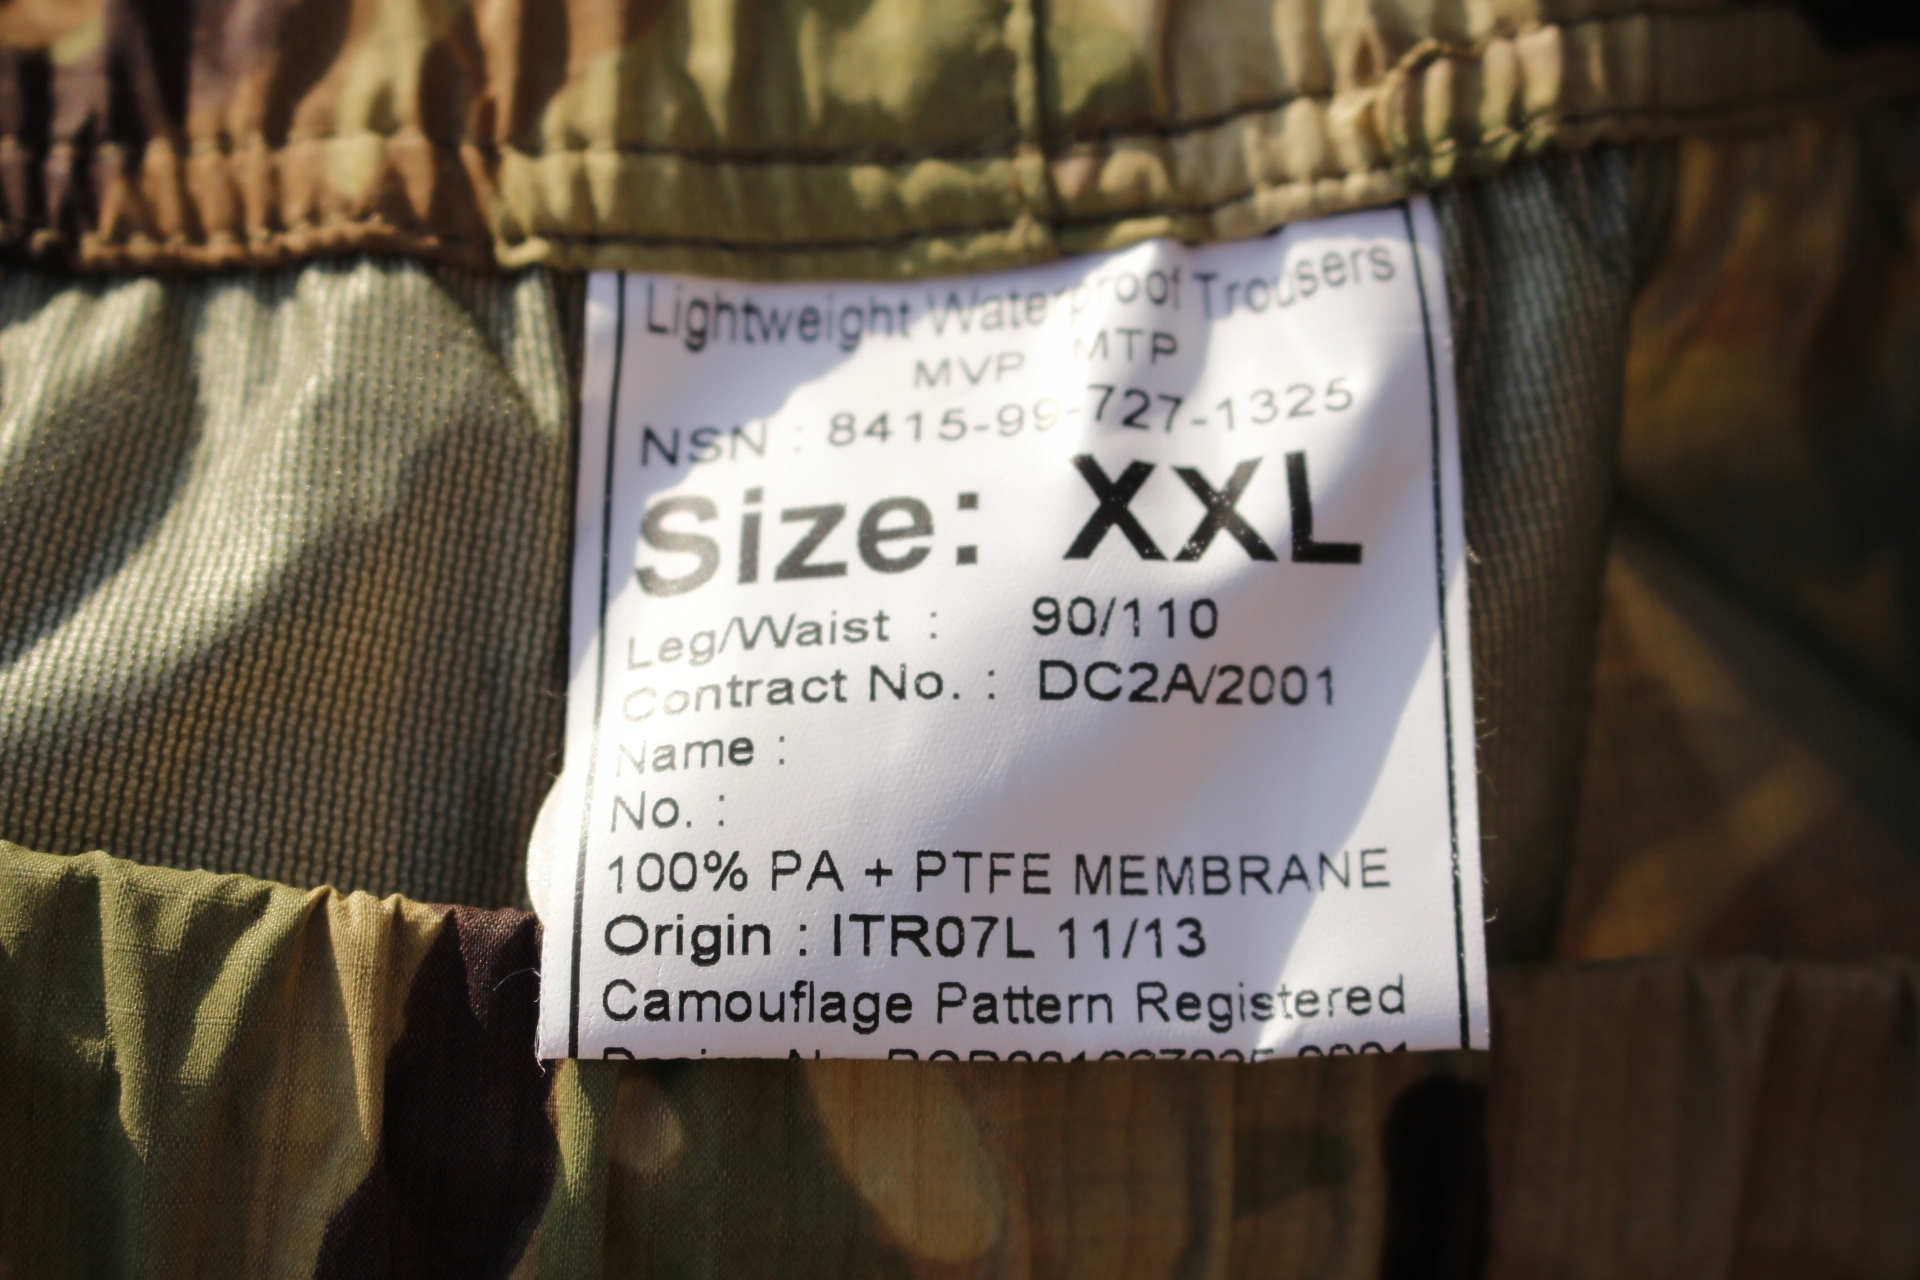 Lightweight Waterproof Trousers
MVP MTP
NSN : 8415-99-727-1325
Size: XXL
Leg/Waist : 90/110
Contract No. : DC2A/2001
Name :
No. :
100% PA + PTFE MEMBRANE
Origin : ITR07L 11/13
Camouflage Pattern Registered